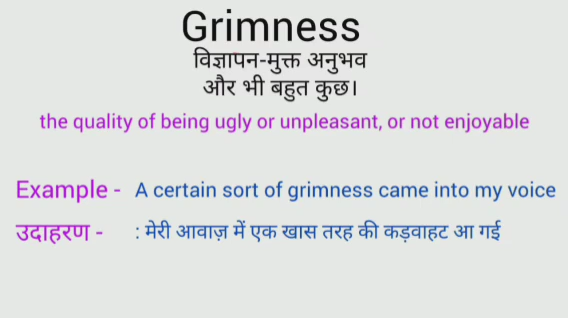 Grimness
विज्ञापन-मुक्त अनुभव
और भी बहुत कुछ।
the quality of being ugly or unpleasant, or not enjoyable
Example - A certain sort of grimness came into my voice
उदाहरण - : मेरी आवाज़ में एक खास तरह की कड़वाहट आ गई